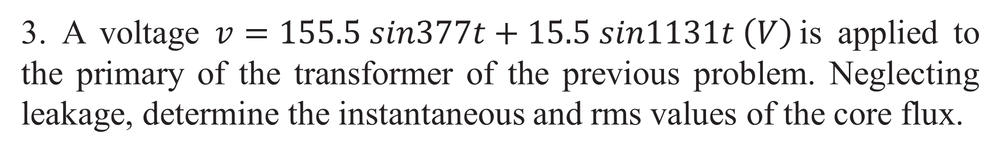 3. A voltage v = 155.5 sin377t + 15.5 sin1131t (V) is applied to
the primary of the transformer of the previous problem. Neglecting
leakage, determine the instantaneous and rms values of the core flux.